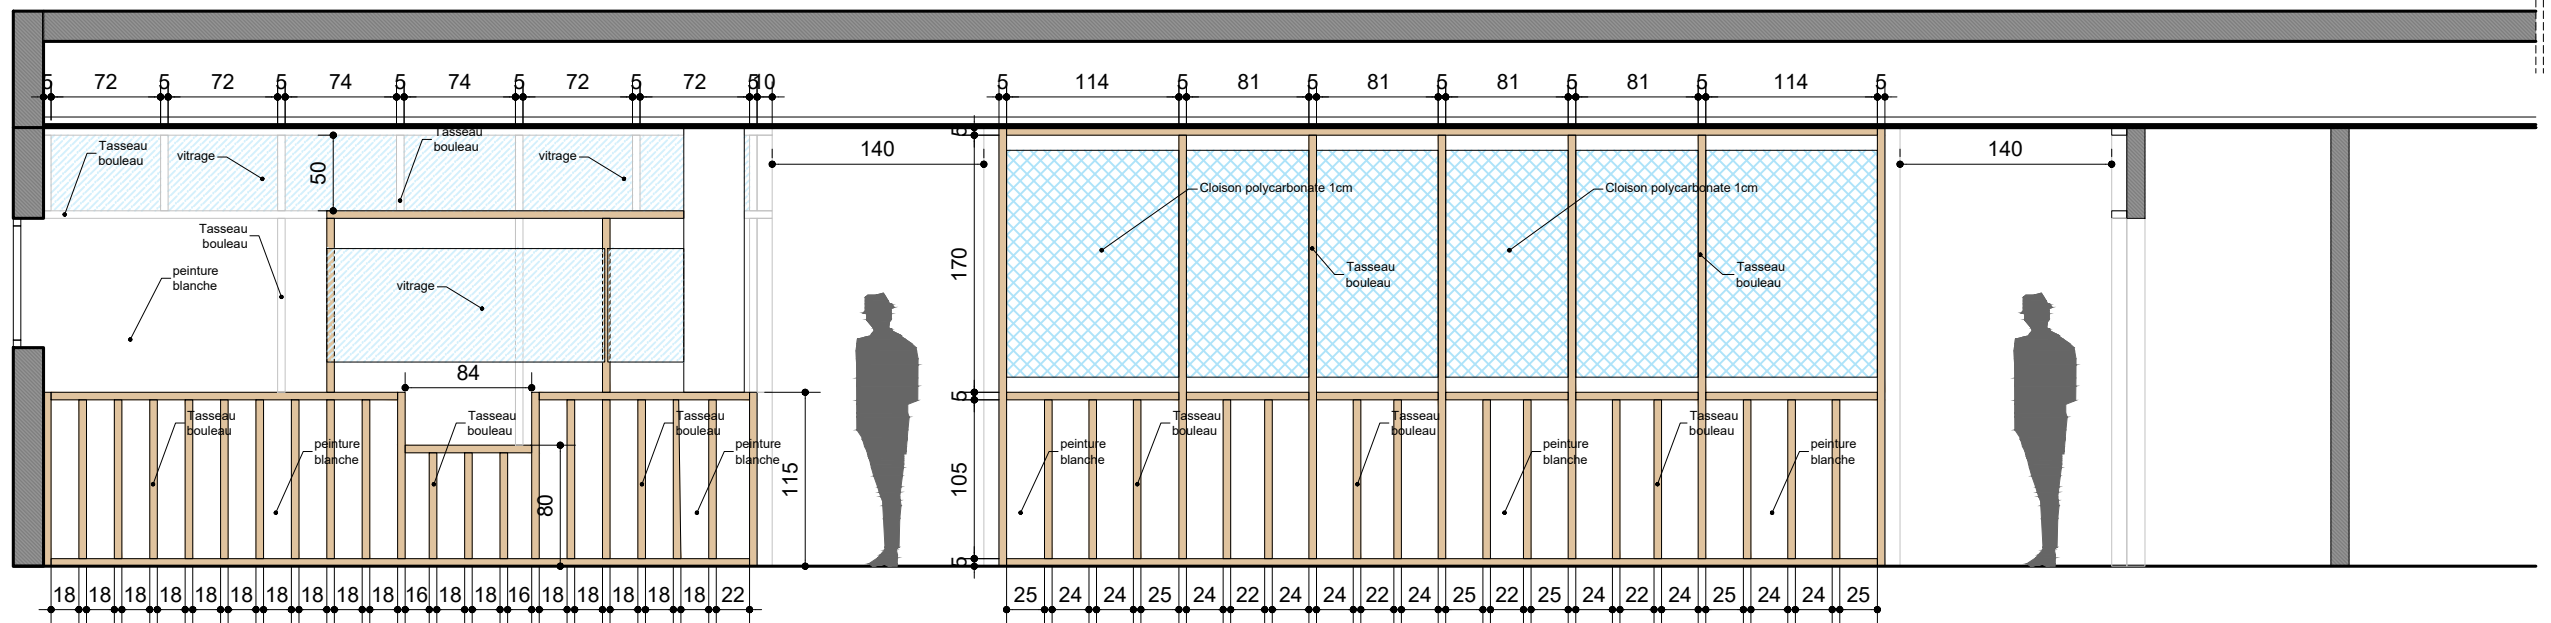 5 72 5 72 5 74 5 74 5 72 5 72 5 10 5 114 5 81 5 81 5 81 5 81 5 114 5
Tasseau
bouleau
vitrage
50
Tasseau
bouleau
vitrage
140
5
140
Cloison polycarbonate 1cm
Cloison polycarbonate 1cm
Tasseau
bouleau
peinture
blanche
vitrage
170
Tasseau
bouleau
Tasseau
bouleau
84
5
Tasseau
bouleau
peinture
blanche
Tasseau
bouleau
80
Tasseau
bouleau
peinture
blanche
115
105
peinture
blanche
Tasseau
bouleau
Tasseau
bouleau
peinture
blanche
Tasseau
bouleau
peinture
blanche
5
18 18 18 18 18 18 18 18 18 18 16 18 18 16 18 18 18 18 18 22 25 24 24 25 24 22 24 24 22 24 25 22 25 24 22 24 25 24 24 25